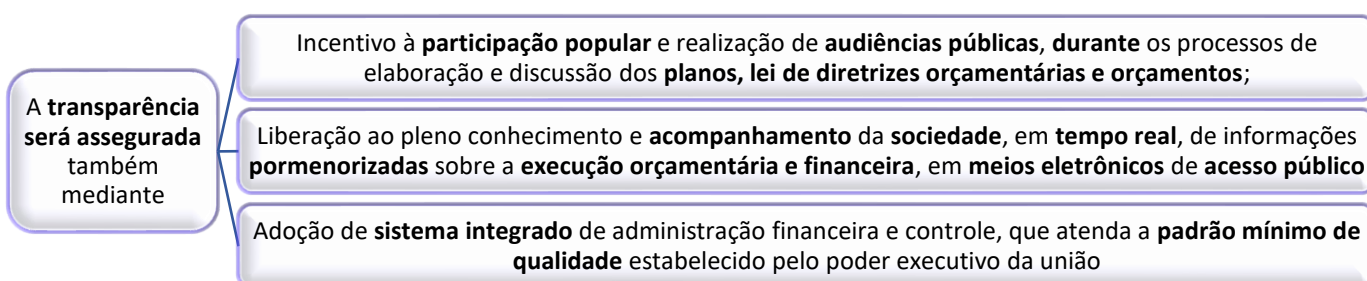 A transparência
será assegurada
também
mediante
Incentivo à participação popular e realização de audiências públicas, durante os processos de
elaboração e discussão dos planos, lei de diretrizes orçamentárias e orçamentos;
Liberação ao pleno conhecimento e acompanhamento da sociedade, em tempo real, de informações
pormenorizadas sobre a execução orçamentária e financeira, em meios eletrônicos de acesso público
Adoção de sistema integrado de administração financeira e controle, que atenda a padrão mínimo de
qualidade estabelecido pelo poder executivo da união